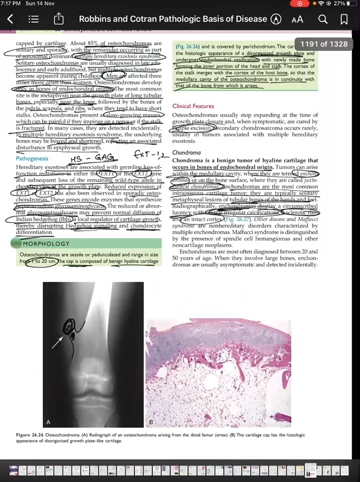 7:17 PM Sun 14 Nov
27%
Robbins and Cotran Pathologic Basis of Disease
AA
1191 of 1328
capped by cartilage. About 85% of osteochondromas are
solitary and sporadic, with the remainder occurring as part
of autosomal dominant multiple hereditary exostosis syndrome.
Solitary osteochondromas are usually diagnosed in late ado-
lescence and early adulthood, but multiple osteochondromas
become apparent during childhood. Men are affected three
times more often than women. Osteochondromas develop
only in bones of endochondral origin. The most common
site is the metaphysis near the growth plate of long tubular
bones, especially near the knee, followed by the bones of
the pelvis, scapula, and ribs, where they tend to have short
stalks. Osteochondromas present as slow-growing masses,
which can be painful if they impinge on a nerve or if the stalk
is fractured. In many cases, they are detected incidentally.
In multiple hereditary exostosis syndrome, the underlying
bones may be bowed and shortened, reflecting an associated
disturbance in epiphyseal growth.
HS - GAG
EXT-1,2
Pathogenesis
Hereditary exostoses are associated with germline loss-of-
function mutations in either the EXT1 or the EXT2 gene
and subsequent loss of the remaining wild-type allele in
chondrocytes of the growth plate. Reduced expression of
EXT1 or EXT2 has also been observed in sporadic osteo-
chondromas. These genes encode enzymes that synthesize
heparan sulfate glycosaminoglycans. The reduced or abnor-
mal glycosaminoglycans may prevent normal diffusion of
Indian hedgehog (Ihh), a local regulator of cartilage growth,
thereby disrupting Hedgehog signaling and chondrocyte
differentiation.
MORPHOLOGY
Osteochondromas are sessile or pedunculated and range in size
from 1 to 20 cm. The cap is composed of benign hyaline cartilage
(Fig. 26.26) and is covered by perichondrium. The
the histologic appearance of a disorganized growth plate and
undergoes endochondral ossification, with newly made bone
forming the inner portion of the head and stalk. The cortex of
the stalk merges with the cortex of the host bone, so that the
medullary cavity of the osteochondroma is in continuity with
that of the bone from which it arises.
Clinical Features
Osteochondromas usually stop expanding at the time of
growth plate closure and, when symptomatic, are cured by
simple excision. Secondary chondrosarcoma occurs rarely,
usually in tumors associated with multiple hereditary
exostosis.
Chondroma
Chondroma is a benign tumor of hyaline cartilage that
occurs in bones of endochondral origin. Tumors can arise
within the medullary cavity, where they are termed enchon-
dromas, or on the bone surface, where they are called juxta-
cortical chondromas. Enchondromas are the most common
intraosseous cartilage tumor; they are typically solitary
metaphyseal lesions of tubular bones of the hands and feet.
Radiographically, enchondromas display a circumscribed
lucency with central irregular calcifications, a sclerotic rim,
and an intact cortex (Fig. 26.27). Ollier disease and Maffucci
syndrome are nonhereditary disorders characterized by
multiple enchondromas. Maffucci syndrome is distinguished
by the presence of spindle cell hemangiomas and other
noncartilage neoplasms.
Enchondromas are most often diagnosed between 20 and
50 years of age. When they involve large bones, enchon-
dromas are usually asymptomatic and detected incidentally.
A
B
Figure 26.26 Osteochondroma. (A) Radiograph of an osteochondroma arising from the distal femur (arrow). (B) The cartilage cap has the histologic
appearance of disorganized growth plate-like cartilage.